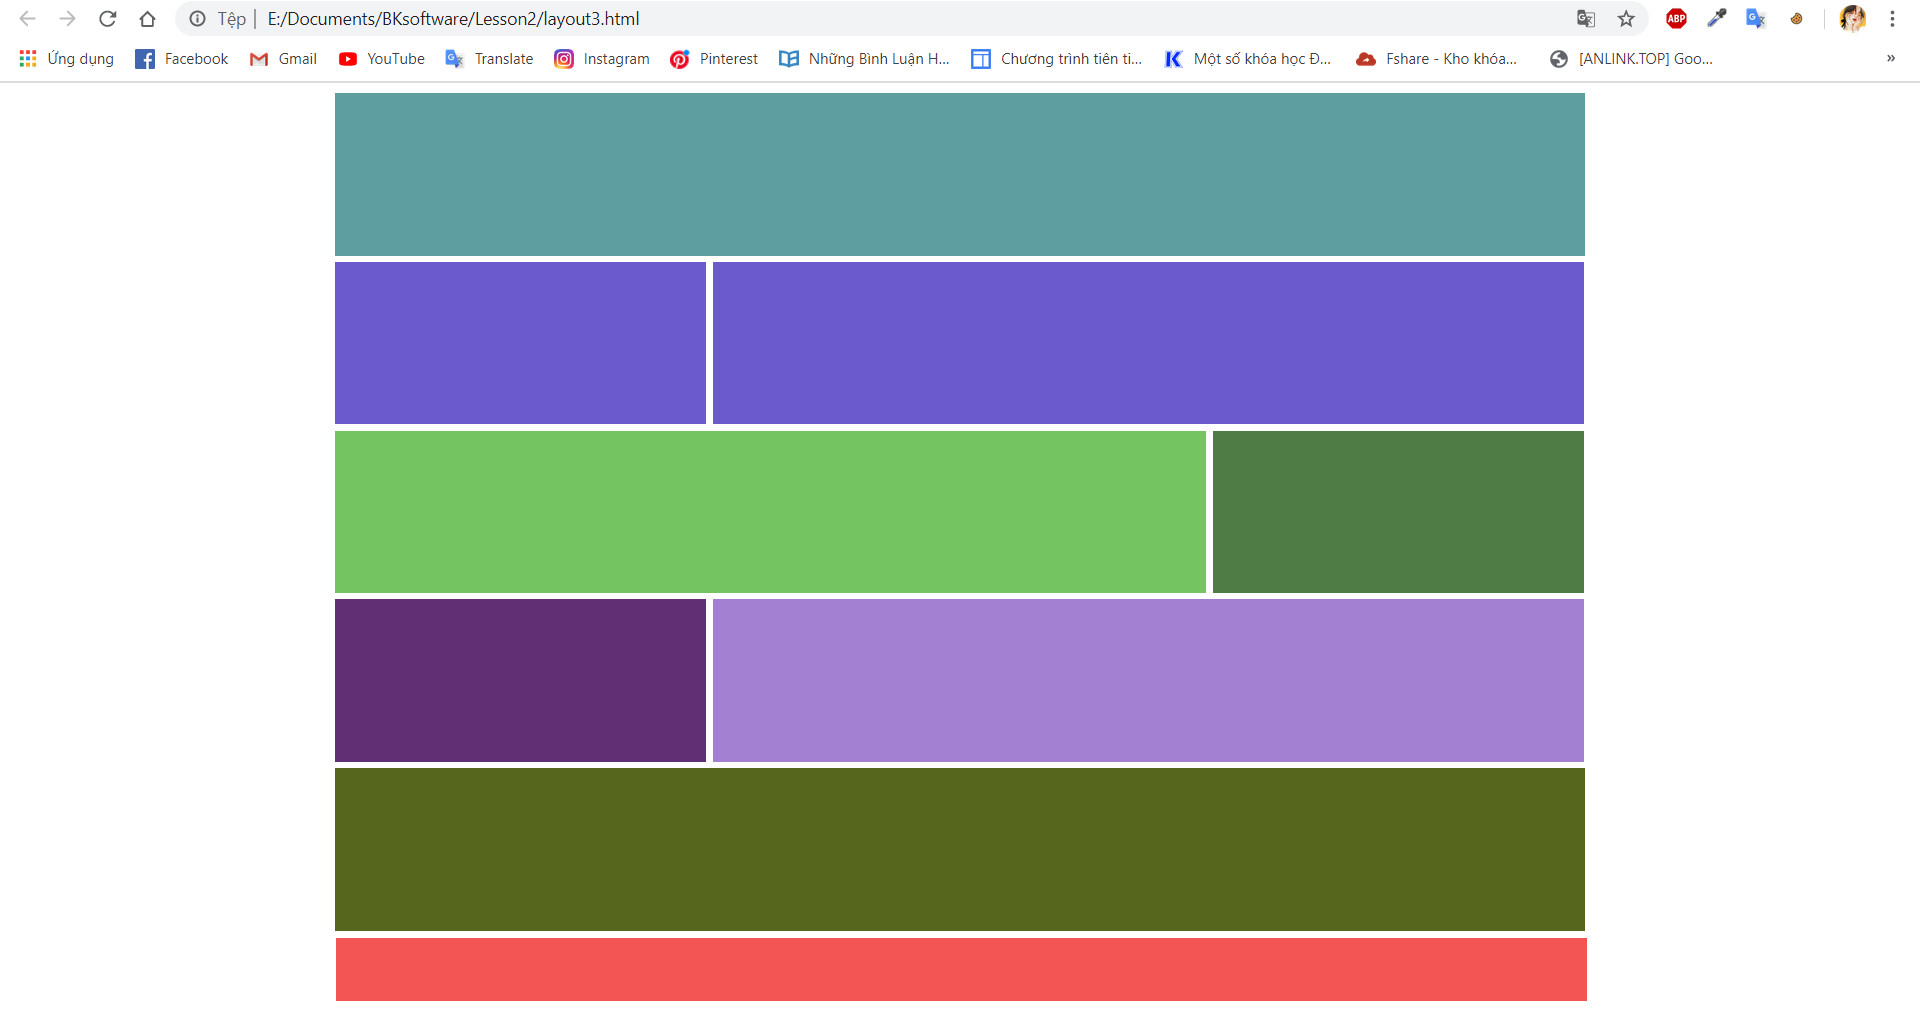 Tệp | E:/Documents/BKsoftware/Lesson2/layout3.html
ABP
Ứng dụng Facebook Gmail YouTube Translate Instagram Pinterest Những Bình Luận H... Chương trình tiên ti... Một số khóa học Đ... Fshare - Kho khóa... [ANLINK.TOP] Goo... »